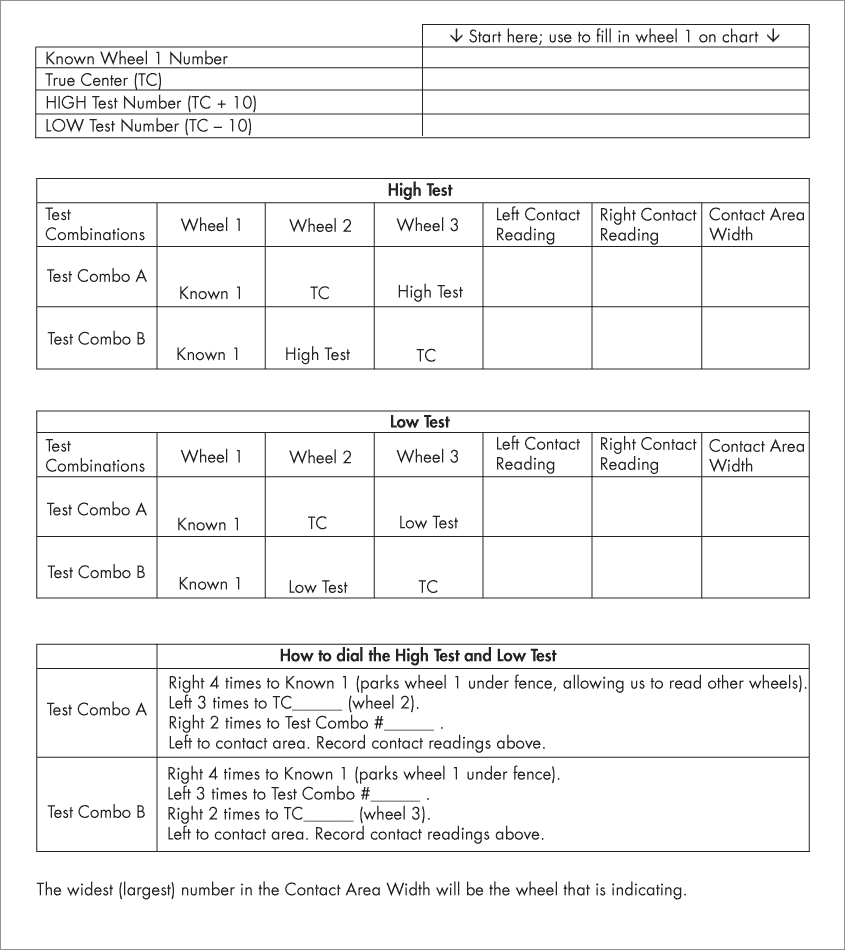 ↓ Start here; use to fill in wheel 1 on chart ↓
Known Wheel 1 Number
True Center (TC)
HIGH Test Number (TC + 10)
LOW Test Number (TC – 10)
High Test
Test Combinations Wheel 1 Wheel 2 Wheel 3 Left Contact Reading Right Contact Reading Contact Area Width
Test Combo A Known 1 TC High Test
Test Combo B Known 1 High Test TC
Low Test
Test Combinations Wheel 1 Wheel 2 Wheel 3 Left Contact Reading Right Contact Reading Contact Area Width
Test Combo A Known 1 TC Low Test
Test Combo B Known 1 Low Test TC
How to dial the High Test and Low Test
Test Combo A
Right 4 times to Known 1 (parks wheel 1 under fence, allowing us to read other wheels).
Left 3 times to TC______ (wheel 2).
Right 2 times to Test Combo #______ .
Left to contact area. Record contact readings above.
Test Combo B
Right 4 times to Known 1 (parks wheel 1 under fence).
Left 3 times to Test Combo #______ .
Right 2 times to TC______ (wheel 3).
Left to contact area. Record contact readings above.
The widest (largest) number in the Contact Area Width will be the wheel that is indicating.